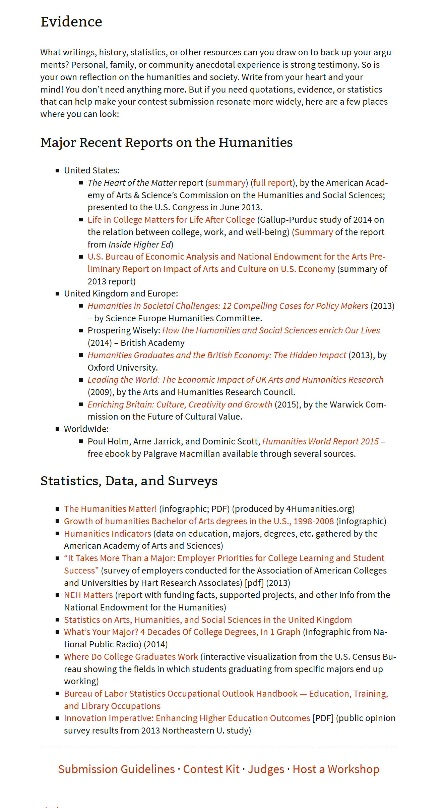 Evidence
What writings, history, statistics, or other resources can you draw on to back up your argu
ments? Personal, family, or community anecdotal experience is strong testimony. So is
your own reflection on the humanities and society. Write from your heart and your
mind! You don't need anything more. But if you need quotations, evidence, or statistics
that can help make your contest submission resonate more widely, here are a few places
where you can look:
Major Recent Reports on the Humanities
▪ United States:
▪ The Heart of the Matter report (summary) (full report), by the American Acad-
emy of Arts & Science's Commission on the Humanities and Social Sciences;
presented to the U.S. Congress in June 2013.
▪ Life in College Matters for Life After College (Gallup-Purdue study of 2014 on
the relation between college, work, and well-being) (Summary of the report
from Inside Higher Ed)
▪ U.S. Bureau of Economic Analysis and National Endowment for the Arts Pre-
liminary Report on Impact of Arts and Culture on U.S. Economy (summary of
2013 report)
▪ United Kingdom and Europe:
▪ Humanities in Societal Challenges: 12 Compelling Cases for Policy Makers (2013)
– by Science Europe Humanities Committee.
▪ Prospering Wisely: How the Humanities and Social Sciences enrich Our Lives
(2014) – British Academy
▪ Humanities Graduates and the British Economy: The Hidden Impact (2013), by
Oxford University.
▪ Leading the World: The Economic Impact of UK Arts and Humanities Research
(2009), by the Arts and Humanities Research Council.
▪ Enriching Britain: Culture, Creativity and Growth (2015), by the Warwick Com-
mission on the Future of Cultural Value.
▪ Worldwide:
▪ Poul Holm, Arne Jarrick, and Dominic Scott, Humanities World Report 2015 –
free ebook by Palgrave Macmillan available through several sources.
Statistics, Data, and Surveys
▪ The Humanities Matter! (infographic; PDF) (produced by 4Humanities.org)
▪ Growth of humanities Bachelor of Arts degrees in the U.S., 1998-2008 (infographic)
▪ Humanities Indicators (data on education, majors, degrees, etc. gathered by the
American Academy of Arts and Sciences)
▪ "It Takes More Than a Major: Employer Priorities for College Learning and Student
Success" (survey of employers conducted for the Association of American Colleges
and Universities by Hart Research Associates) [pdf] (2013)
▪ NEH Matters (report with funding facts, supported projects, and other info from the
National Endowment for the Humanities)
▪ Statistics on Arts, Humanities, and Social Sciences in the United Kingdom
▪ What's Your Major? 4 Decades Of College Degrees, In 1 Graph (infographic from Na-
tional Public Radio) (2014)
▪ Where Do College Graduates Work (interactive visualization from the U.S. Census Bu-
reau showing the fields in which students graduating from specific majors end up
working)
▪ Bureau of Labor Statistics Occupational Outlook Handbook — Education, Training,
and Library Occupations
▪ Innovation Imperative: Enhancing Higher Education Outcomes [PDF] (public opinion
survey results from 2013 Northeastern U. study)
Submission Guidelines · Contest Kit · Judges · Host a Workshop